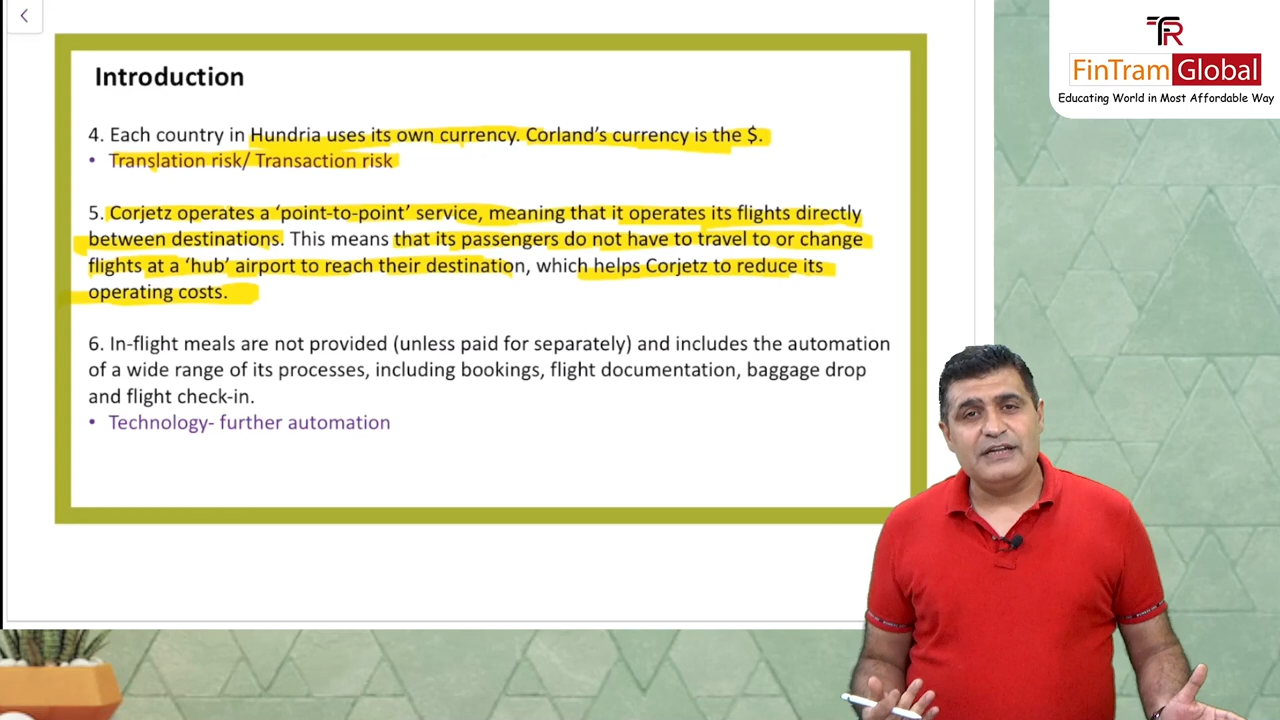 Introduction
4. Each country in Hundria uses its own currency. Corland's currency is the $.
• Translation risk/ Transaction risk
5. Corjetz operates a 'point-to-point' service, meaning that it operates its flights directly
between destinations. This means that its passengers do not have to travel to or change
flights at a 'hub' airport to reach their destination, which helps Corjetz to reduce its
operating costs.
6. In-flight meals are not provided (unless paid for separately) and includes the automation
of a wide range of its processes, including bookings, flight documentation, baggage drop
and flight check-in.
• Technology- further automation
TR
FinTram Global
Educating World in Most Affordable Way